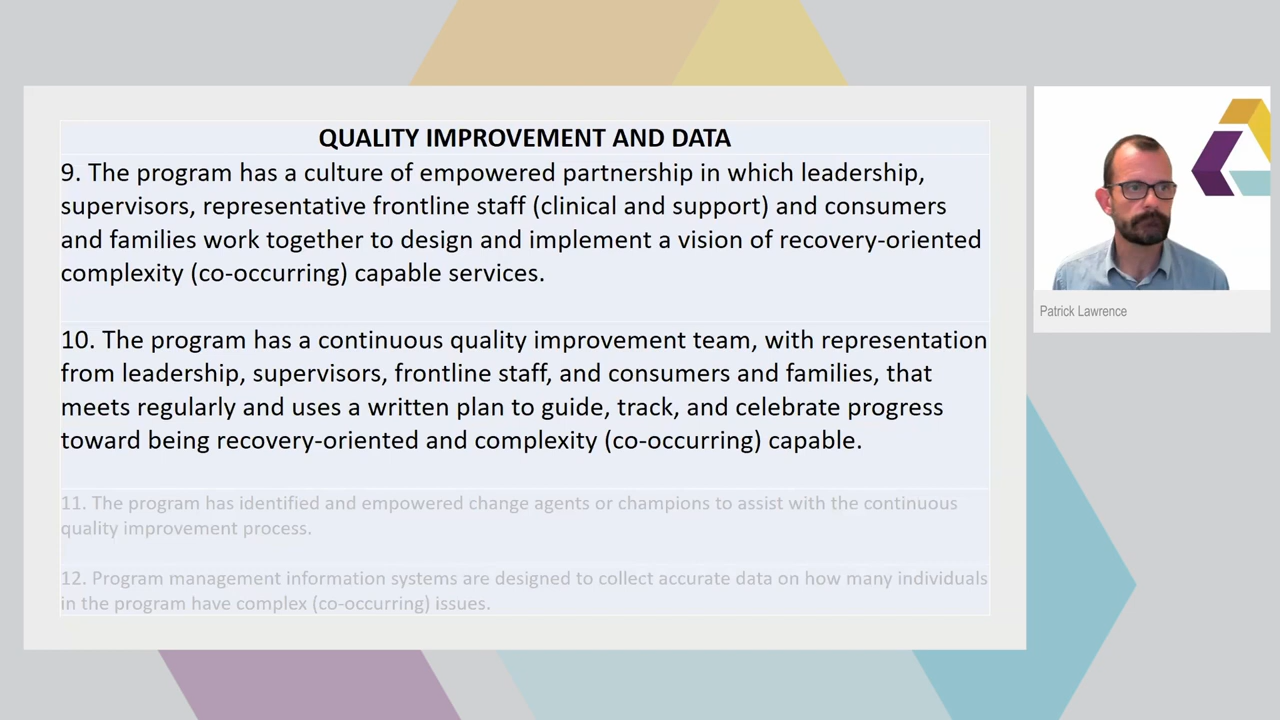 QUALITY IMPROVEMENT AND DATA
9. The program has a culture of empowered partnership in which leadership,
supervisors, representative frontline staff (clinical and support) and consumers
and families work together to design and implement a vision of recovery-oriented
complexity (co-occurring) capable services.
10. The program has a continuous quality improvement team, with representation
from leadership, supervisors, frontline staff, and consumers and families, that
meets regularly and uses a written plan to guide, track, and celebrate progress
toward being recovery-oriented and complexity (co-occurring) capable.
11. The program has identified and empowered change agents or champions to assist with the continuous
quality improvement process.
12. Program management information systems are designed to collect accurate data on how many individuals
in the program have complex (co-occurring) issues.
Patrick Lawrence